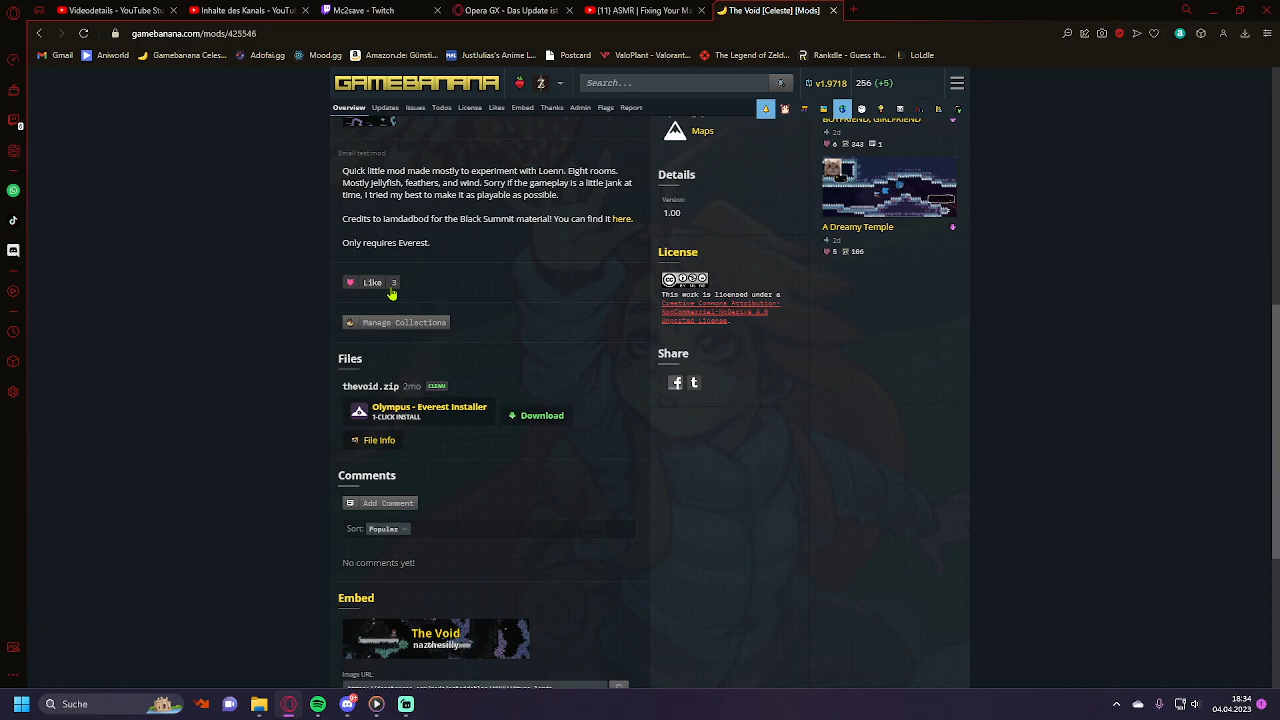 Videodetails - YouTube Stu
Inhalte des Kanals - YouTu
Mc2save - Twitch
Opera GX - Das Update ist
(11) ASMR | Fixing Your Ma
The Void [Celeste] [Mods]
gamebanana.com/mods/425546
Gmail
Aniworld
Gamebanana Celes...
Adofai.gg
Mood.gg
Amazon Günsti...
Justlulus's Anime L...
Postcard
ValoPlant - Valorant...
The Legend of Zeld...
Rankdle - Guess th...
Loldle
GAMEBANANA
Search...
v1.9718
256 (+5)
Overview Updates Issues Todos License Likes Embed Thanks Admin Flags Report
Small test mod
Quick little mod made mostly to experiment with Loenn. Eight rooms.
Mostly jellyfish, feathers, and wind. Sorry if the gameplay is a little jank at
time, I tried my best to make it as playable as possible.
Credits to lamdadbod for the Black Summit material! You can find it here.
Only requires Everest.
Like 3
Manage Collections
Files
thevoid.zip 2mo CLEAN
Olympus - Everest Installer
1-CLICK INSTALL
Download
File Info
Comments
Add Comment
Sort: Popular
No comments yet!
Embed
The Void
nazthesilly
Image URL:
Maps
Details
Version:
1.00
License
This work is licensed under a
Creative Commons Attribution-
NonCommercial-NoDerivs
Unported License.
Share
BOYFRIEND, GIRLFRIEND
2d
6 343 1
A Dreamy Temple
2d
5 186
Suche
18:34
04.04.2023